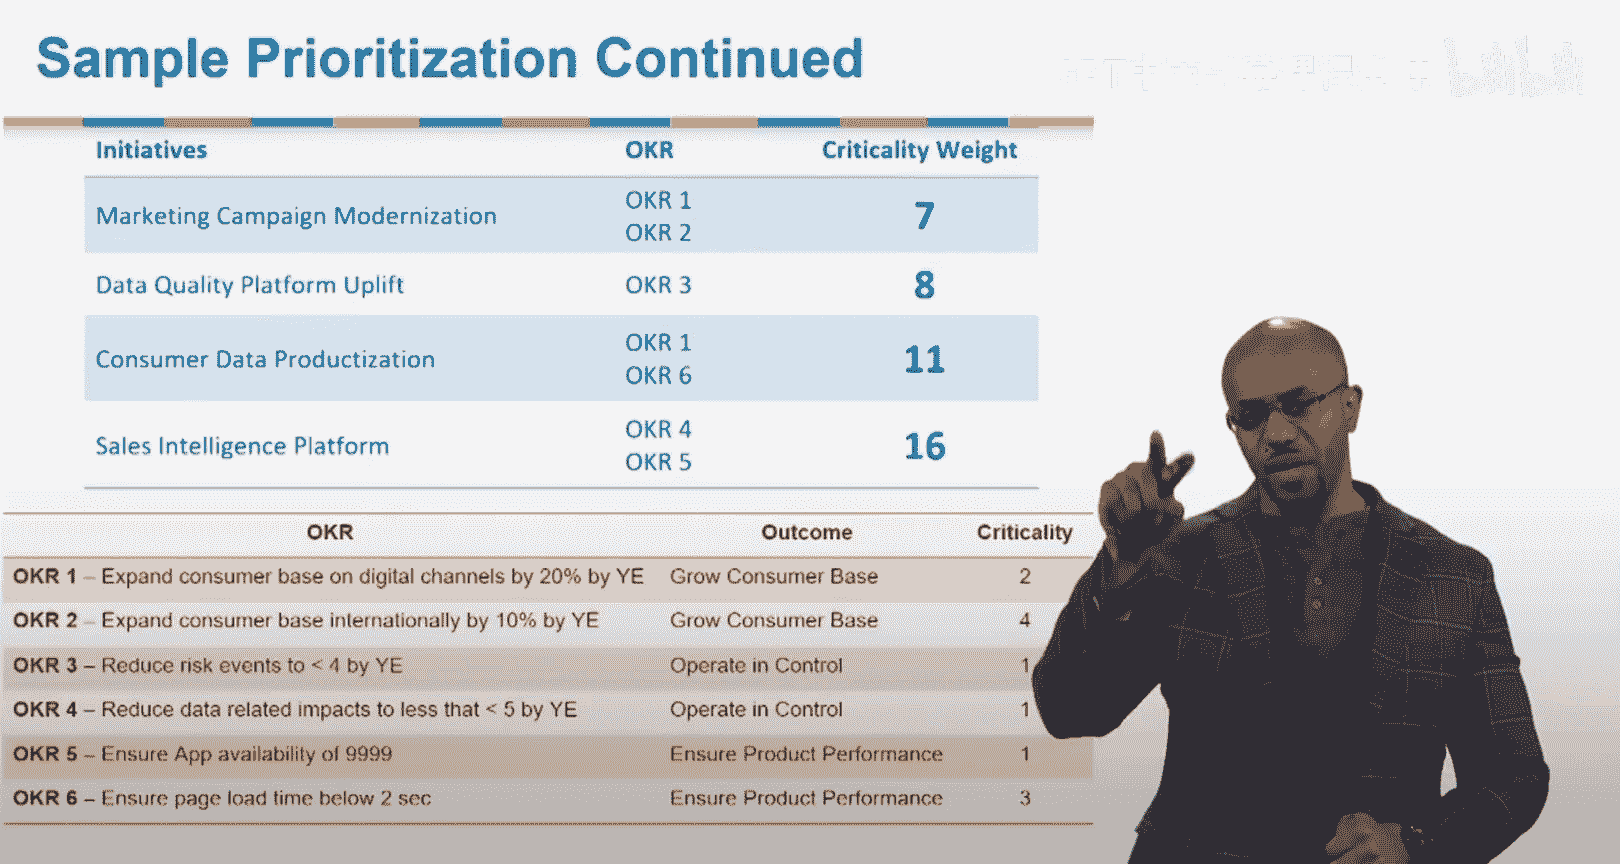 Sample Prioritization Continued
Initiatives OKR Criticality Weight
Marketing Campaign Modernization OKR 1 OKR 2 7
Data Quality Platform Uplift OKR 3 8
Consumer Data Productization OKR 1 OKR 6 11
Sales Intelligence Platform OKR 4 OKR 5 16
OKR Outcome Criticality
OKR 1 – Expand consumer base on digital channels by 20% by YE Grow Consumer Base 2
OKR 2 – Expand consumer base internationally by 10% by YE Grow Consumer Base 4
OKR 3 – Reduce risk events to < 4 by YE Operate in Control 1
OKR 4 – Reduce data related impacts to less that < 5 by YE Operate in Control 1
OKR 5 – Ensure App availability of 9999 Ensure Product Performance 1
OKR 6 – Ensure page load time below 2 sec Ensure Product Performance 3